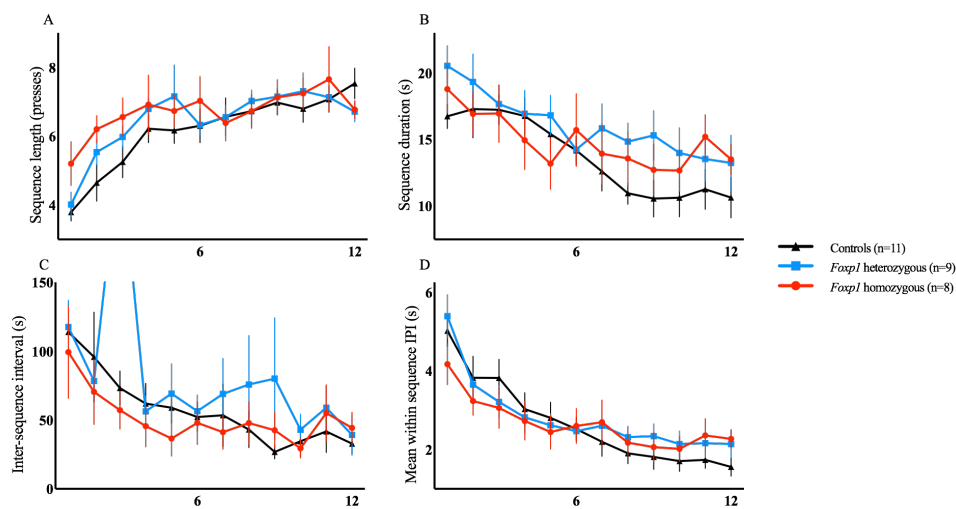 A
B
Sequence length (presses)
8
6
4
6
12
Sequence duration (s)
20
15
10
6
12
Controls (n=11)
Foxp1 heterozygous (n=9)
Foxp1 homozygous (n=8)
C
D
Inter-sequence interval (s)
150
100
50
0
6
12
Mean within sequence IPI (s)
6
4
2
6
12